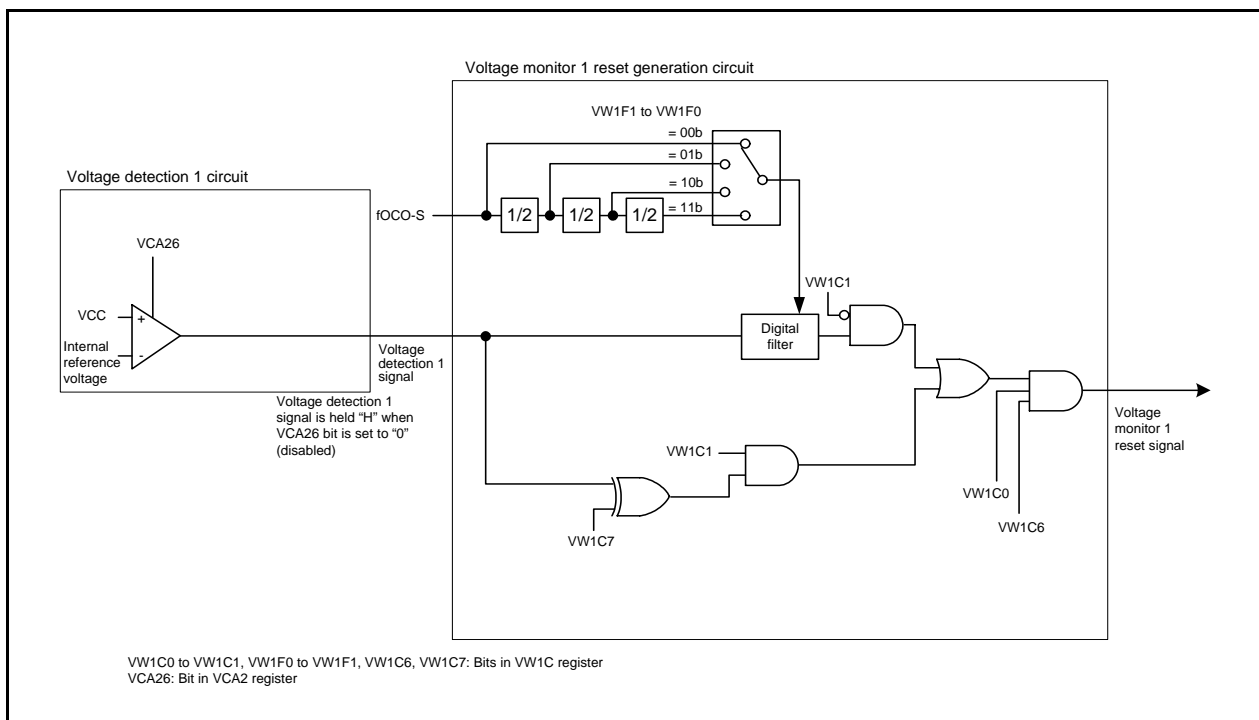 Voltage monitor 1 reset generation circuit
VW1F1 to VW1F0
= 00b
= 01b
= 10b
= 11b
Voltage detection 1 circuit
fOCO-S
1/2
1/2
1/2
VCA26
VW1C1
VCC
+
-
Internal
reference
voltage
Digital
filter
Voltage
detection 1
signal
Voltage detection 1
signal is held “H” when
VCA26 bit is set to “0”
(disabled)
Voltage
monitor 1
reset signal
VW1C1
VW1C0
VW1C6
VW1C7
VW1C0 to VW1C1, VW1F0 to VW1F1, VW1C6, VW1C7: Bits in VW1C register
VCA26: Bit in VCA2 register